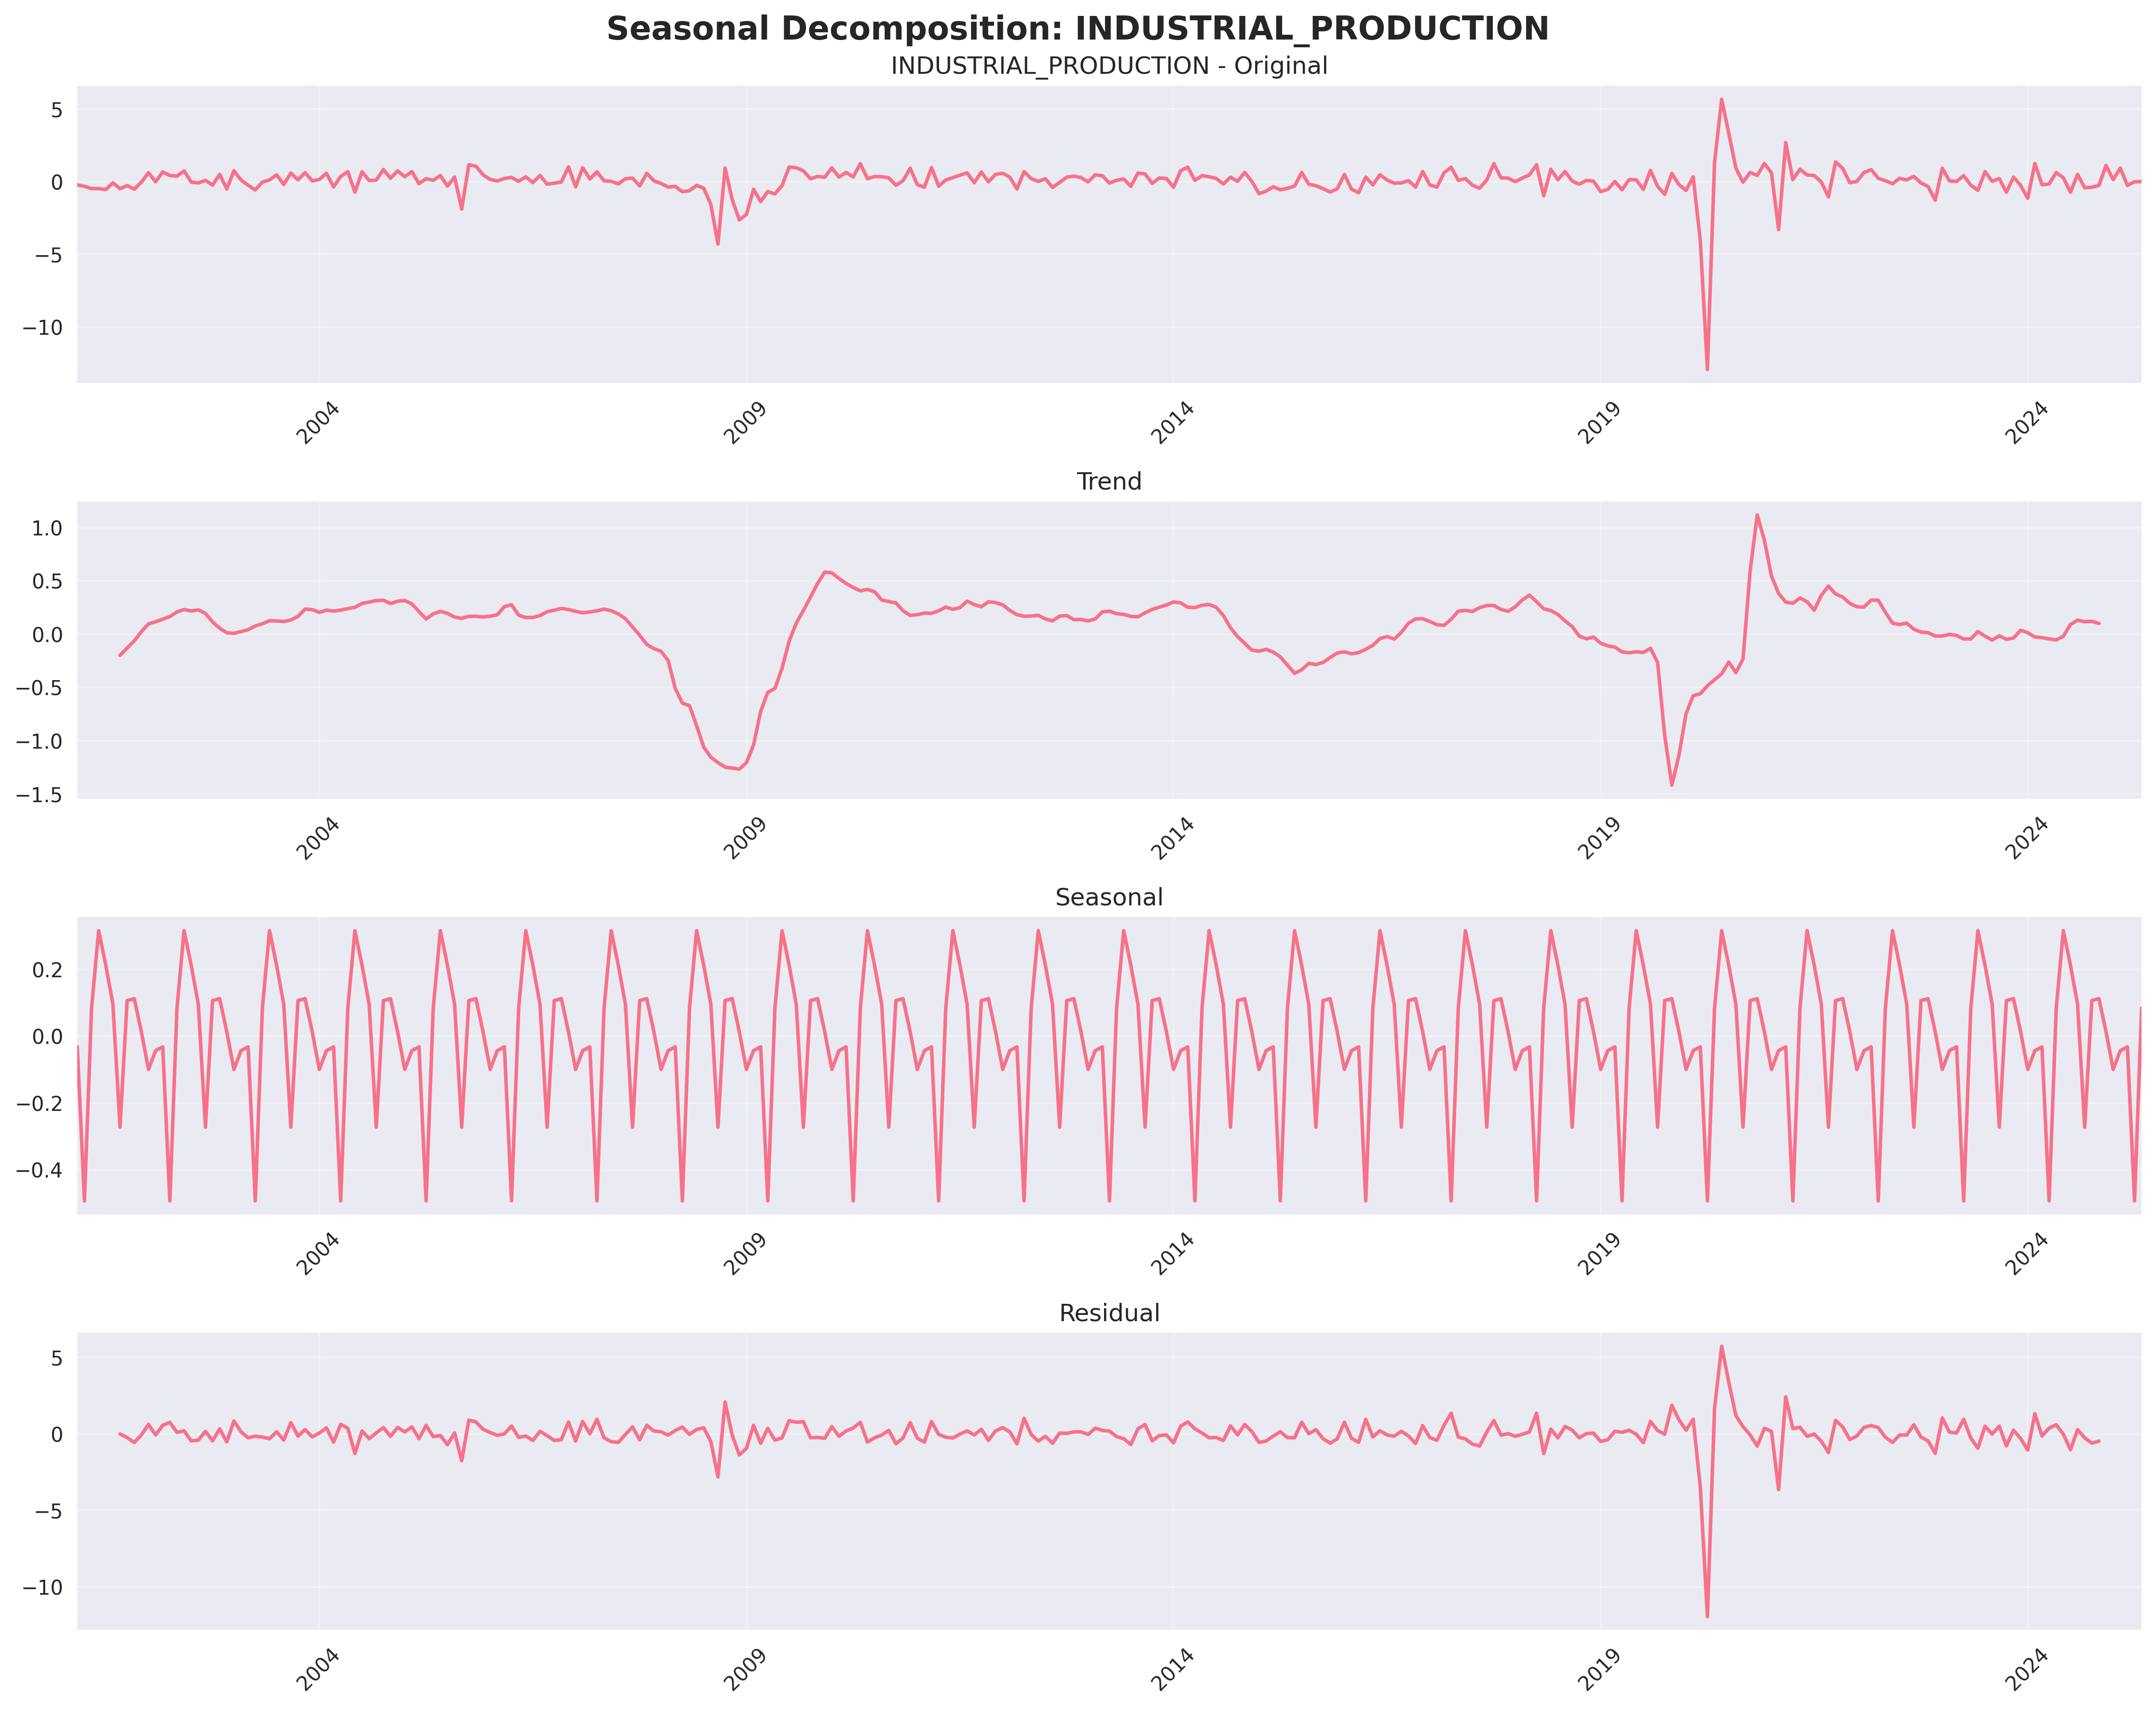 Seasonal Decomposition: INDUSTRIAL_PRODUCTION
INDUSTRIAL_PRODUCTION - Original
5
0
−5
−10
2004 2009 2014 2019 2024
Trend
1.0
0.5
0.0
−0.5
−1.0
−1.5
2004 2009 2014 2019 2024
Seasonal
0.2
0.0
−0.2
−0.4
2004 2009 2014 2019 2024
Residual
5
0
−5
−10
2004 2009 2014 2019 2024